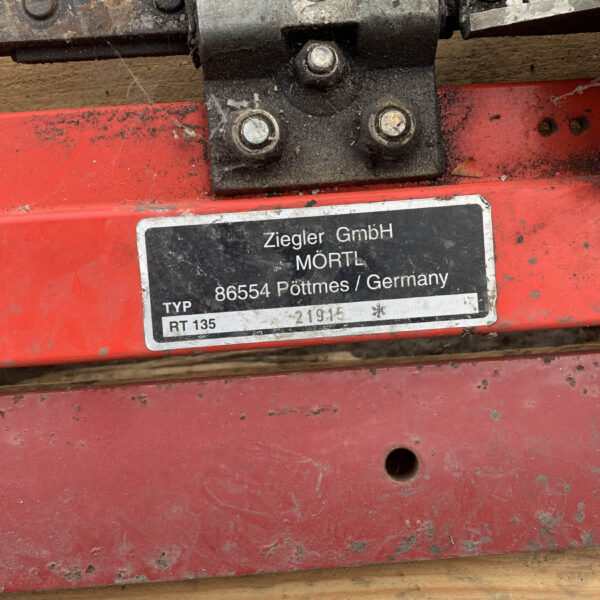 Ziegler GmbH
MÖRTL
86554 Pöttmes / Germany
TYP
RT 135 21915 *